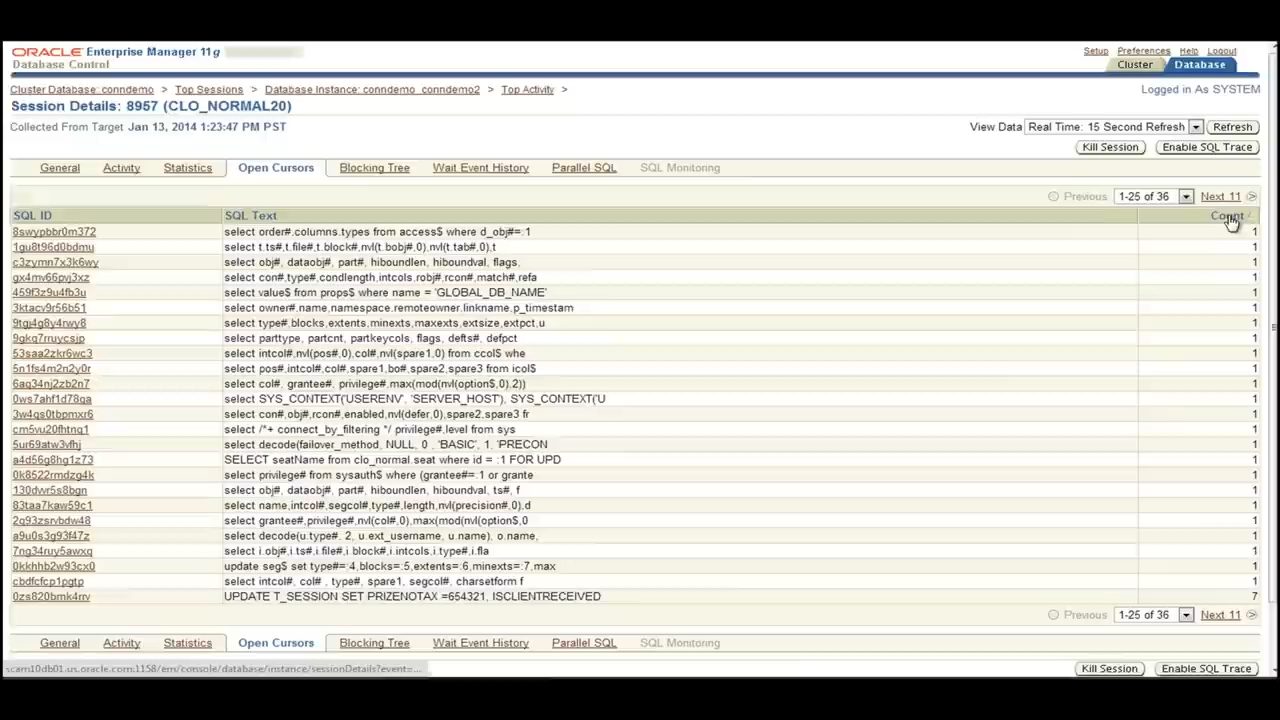 ORACLE Enterprise Manager 11g
Database Control
Setup Preferences Help Logout
Cluster Database
Cluster Database: conndemo > Top Sessions > Database Instance: conndemo_conndemo2 > Top Activity >
Logged in As SYSTEM
Session Details: 8957 (CLO_NORMAL20)
Collected From Target Jan 13, 2014 1:23:47 PM PST
View Data Real Time: 15 Second Refresh Refresh
Kill Session Enable SQL Trace
General Activity Statistics Open Cursors Blocking Tree Wait Event History Parallel SQL SQL Monitoring
Previous 1-25 of 36 Next 11
SQL ID SQL Text Count
8swypbbr0m372 select order#,columns,types from access$ where d_obj#=:1 1
1gu8t96d0bdmu select t.ts#,t.file#,t.block#,nvl(t.bobj#,0),nvl(t.tab#,0),t 1
c3zymn7x3k6wy select obj#, dataobj#, part#, hiboundlen, hiboundval, flags, 1
gx4mv66pvj3xz select con#,type#,condlength,intcols,robj#,rcon#,match#,refa 1
459f3z9u4fb3u select value$ from props$ where name = 'GLOBAL_DB_NAME' 1
3ktacv9r56b51 select owner#,name,namespace,remoteowner,linkname,p_timestam 1
9tgj4g8y4rwy8 select type#,blocks,extents,minexts,maxexts,extsize,extpct,u 1
9gkq7rruycsjp select parttype, partcnt, partkeycols, flags, defts#, defpct 1
53saa2zkr6wc3 select intcol#,nvl(pos#,0),col#,nvl(spare1,0) from ccol$ whe 1
5n1fs4m2n2y0r select pos#,intcol#,col#,spare1,bo#,spare2,spare3 from icol$ 1
6aq34nj2zb2n7 select col#, grantee#, privilege#,max(mod(nvl(option$,0),2)) 1
0ws7ahf1d78qa select SYS_CONTEXT('USERENV', 'SERVER_HOST'), SYS_CONTEXT('U 1
3w4qs0tbpmxr6 select con#,obj#,rcon#,enabled,nvl(defer,0),spare2,spare3 fr 1
cm5vu20fhtnq1 select /*+ connect_by_filtering */ privilege#,level from sys 1
5ur69atw3vfhj select decode(failover_method, NULL, 0 , 'BASIC', 1, 'PRECON 1
a4d56g8hg1z73 SELECT seatName from clo_normal.seat where id = :1 FOR UPD 1
0k8522rmdzg4k select privilege# from sysauth$ where (grantee#=:1 or grante 1
130dvvr5s8bgn select obj#, dataobj#, part#, hiboundlen, hiboundval, ts#, f 1
83taa7kaw59c1 select name,intcol#,segcol#,type#,length,nvl(precision#,0),d 1
2q93zsrvbdw48 select grantee#,privilege#,nvl(col#,0),max(mod(nvl(option$,0 1
a9u0s3g93f47z select decode(u.type#, 2, u.ext_username, u.name), o.name, 1
7ng34ruy5awxq select i.obj#,i.ts#,i.file#,i.block#,i.intcols,i.type#,i.fla 1
0kkhhb2w93cx0 update seg$ set type#=:4,blocks=:5,extents=:6,minexts=:7,max 1
cbdfcfcp1pgtp select intcol#, col# , type#, spare1, segcol#, charsetform f 1
0zs820bmk4rrv UPDATE T_SESSION SET PRIZENOTAX =654321, ISCLIENTRECEIVED 7
Previous 1-25 of 36 Next 11
General Activity Statistics Open Cursors Blocking Tree Wait Event History Parallel SQL SQL Monitoring
scam10db01.us.oracle.com:1158/em/console/database/instance/sessionDetails?event=...
Kill Session Enable SQL Trace